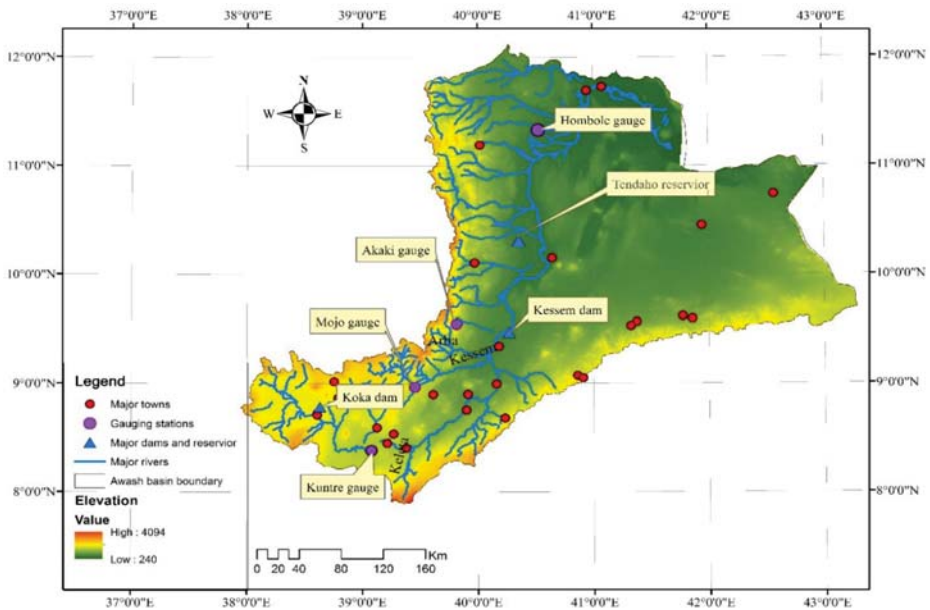 37°0'0"E 38°0'0"E 39°0'0"E 40°0'0"E 41°0'0"E 42°0'0"E 43°0'0"E
12°0'0"N 12°0'0"N
N
W E
S
Hombole gauge
11°0'0"N 11°0'0"N
Tendaho reservior
Akaki gauge
10°0'0"N 10°0'0"N
Mojo gauge
Kessem dam
Kessem
9°0'0"N 9°0'0"N
Legend
Major towns
Koka dam
Gauging stations
Major dams and reservior
Major rivers
Awash basin boundary
Kuntre gauge
8°0'0"N 8°0'0"N
Elevation
Value
High : 4094
Low : 240
Km
0 20 40 80 120 160
37°0'0"E 38°0'0"E 39°0'0"E 40°0'0"E 41°0'0"E 42°0'0"E 43°0'0"E